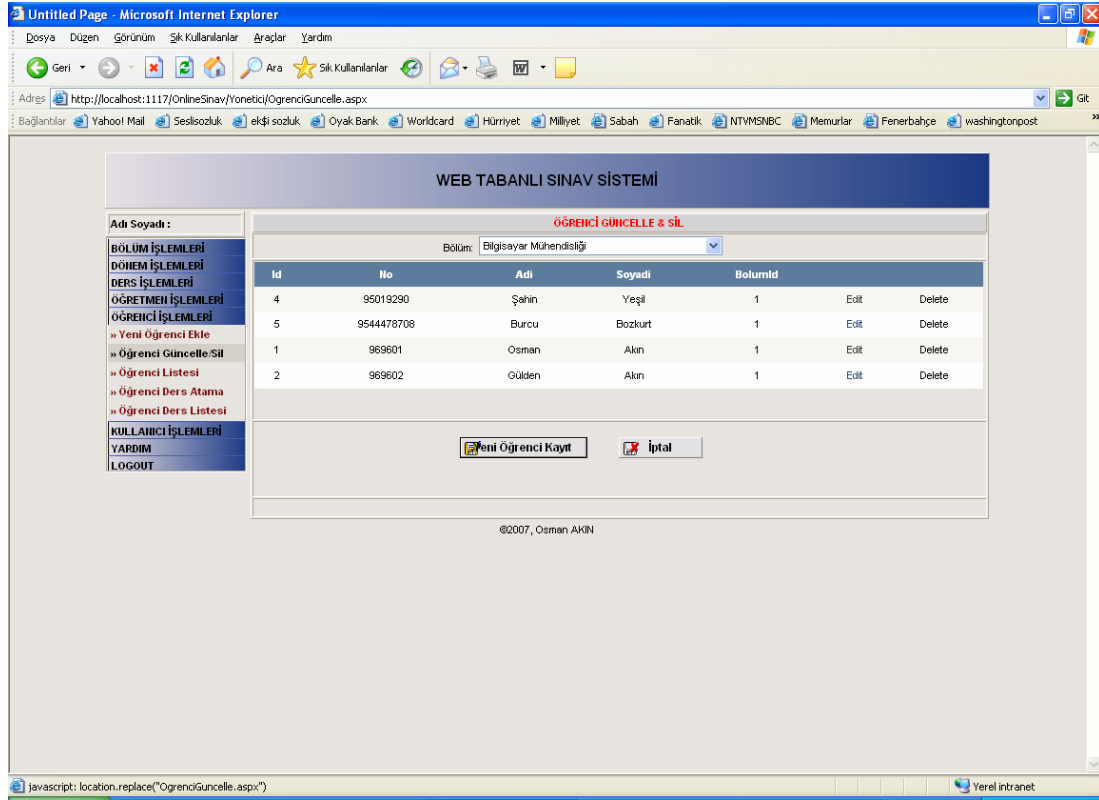 Untitled Page - Microsoft Internet Explorer
Dosya Düzen Görünüm Sık Kullanılanlar Araçlar Yardım
Geri Ara Sık Kullanılanlar
Adres http://localhost:1117/OnlineSinav/Yonetici/OgrenciGuncelle.aspx Git
Bağlantılar Yahoo! Mail Seslisozluk ek$i sozluk Oyak Bank Worldcard Hürriyet Milliyet Sabah Fanatik NTVMSNBC Memurlar Fenerbahçe washingtonpost »
WEB TABANLI SINAV SİSTEMİ
Adı Soyadı :
ÖĞRENCİ GÜNCELLE & SİL
BÖLÜM İŞLEMLERİ
DÖNEM İŞLEMLERİ
DERS İŞLEMLERİ
ÖĞRETMEN İŞLEMLERİ
ÖĞRENCİ İŞLEMLERİ
» Yeni Öğrenci Ekle
» Öğrenci Güncelle/Sil
» Öğrenci Listesi
» Öğrenci Ders Atama
» Öğrenci Ders Listesi
KULLANICI İŞLEMLERİ
YARDIM
LOGOUT
Bölüm: Bilgisayar Mühendisliği
Id No Adi Soyadi BolumId
4 95019290 Şahin Yeşil 1 Edit Delete
5 9544478708 Burcu Bozkurt 1 Edit Delete
1 969601 Osman Akın 1 Edit Delete
2 969602 Gülden Akın 1 Edit Delete
Yeni Öğrenci Kayıt İptal
©2007, Osman AKIN
javascript: location.replace("OgrenciGuncelle.aspx") Yerel intranet